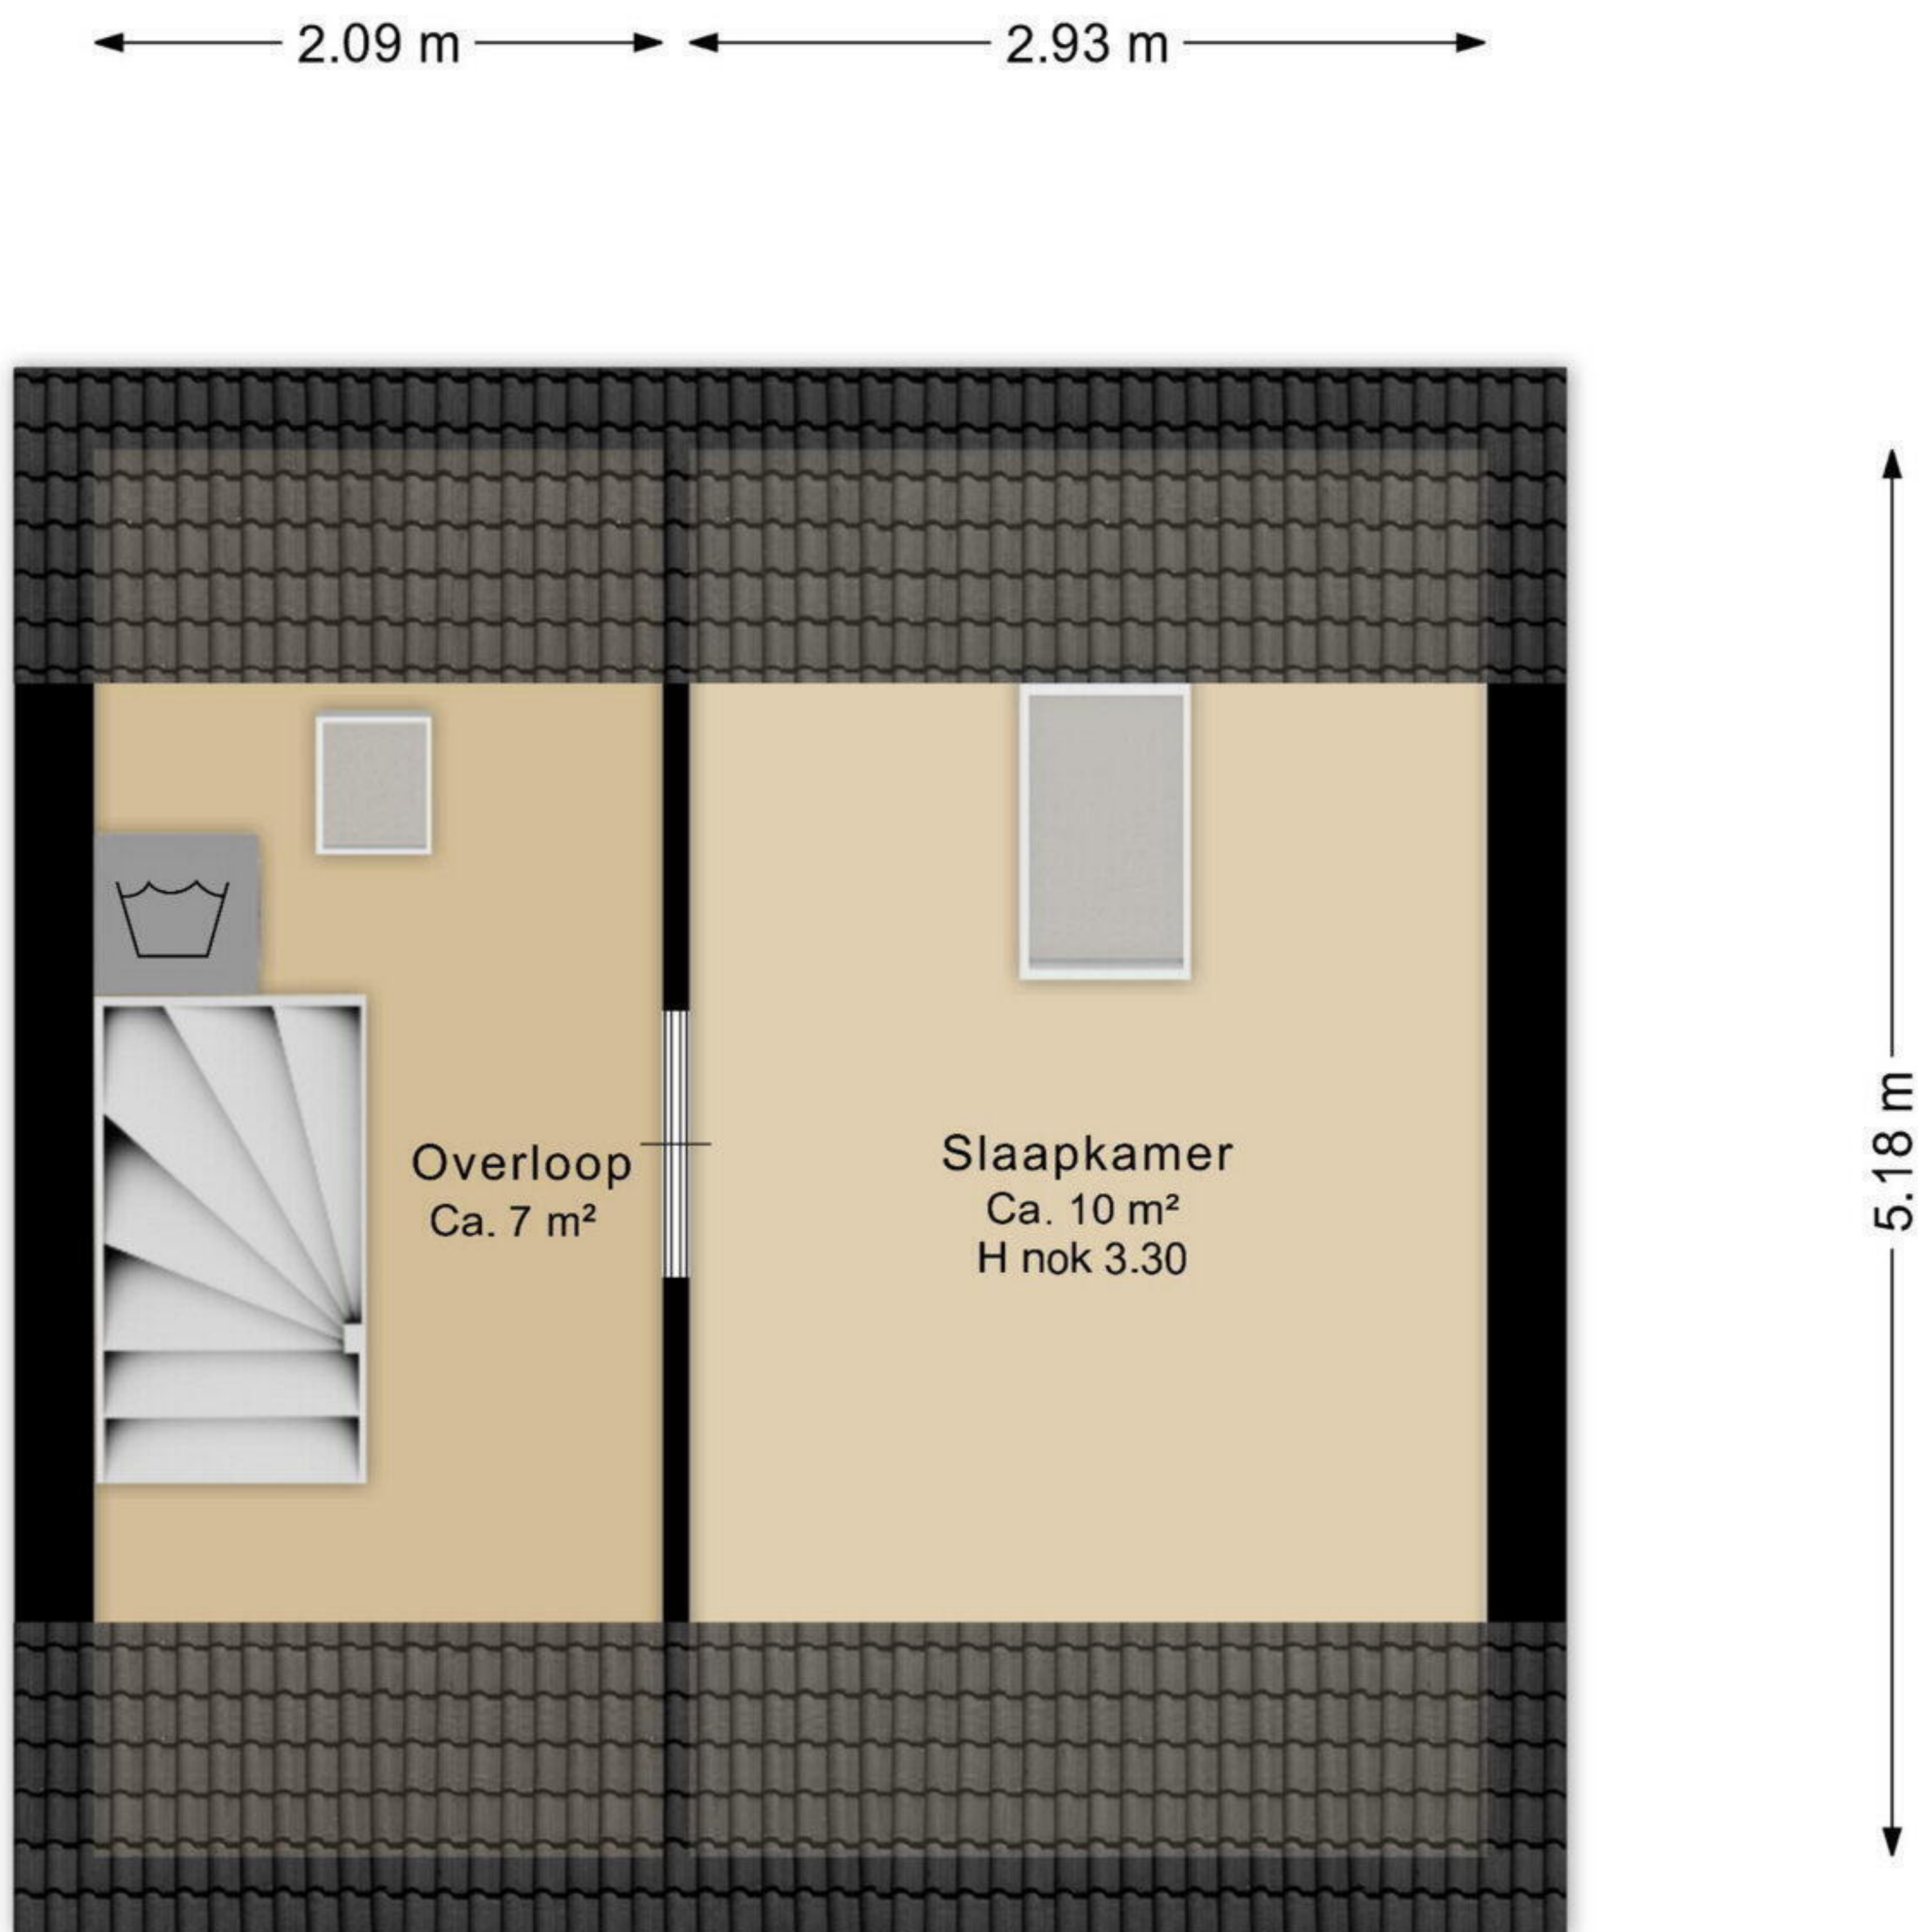 2.09 m
2.93 m
Overloop
Ca. 7 m²
Slaapkamer
Ca. 10 m²
H nok 3.30
5.18 m